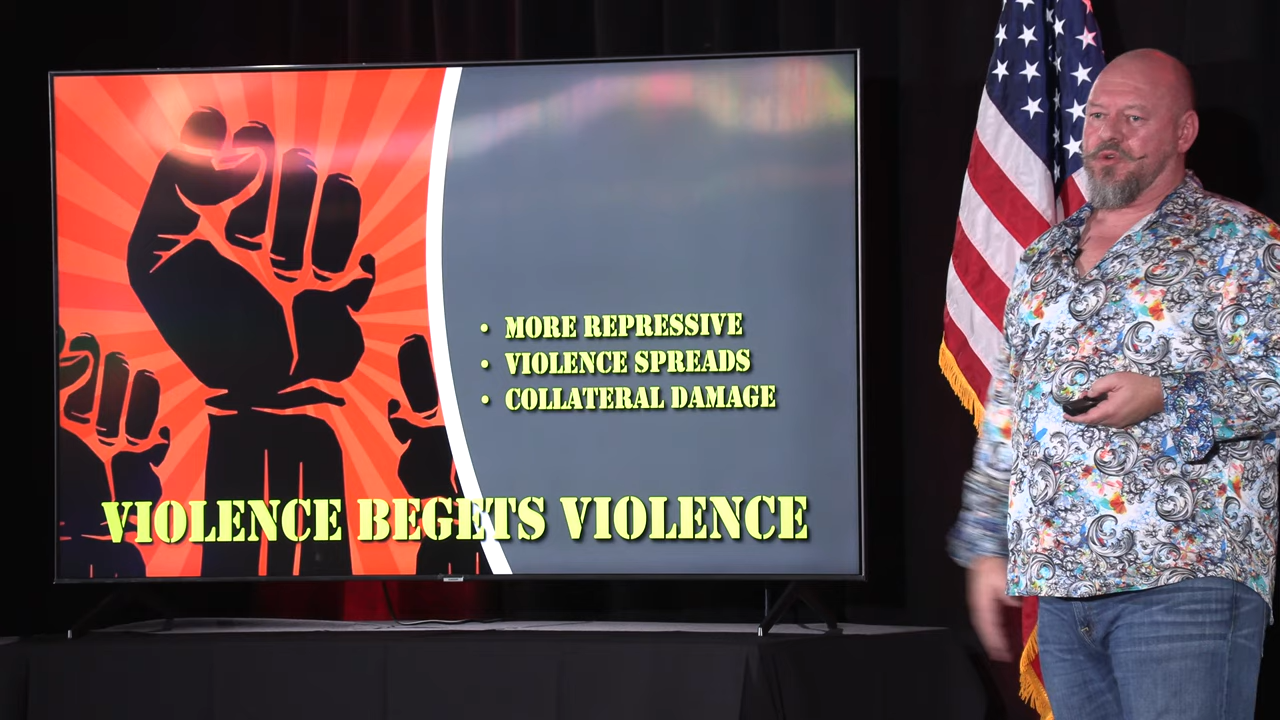 • MORE REPRESSIVE
• VIOLENCE SPREADS
• COLLATERAL DAMAGE
VIOLENCE BEGETS VIOLENCE